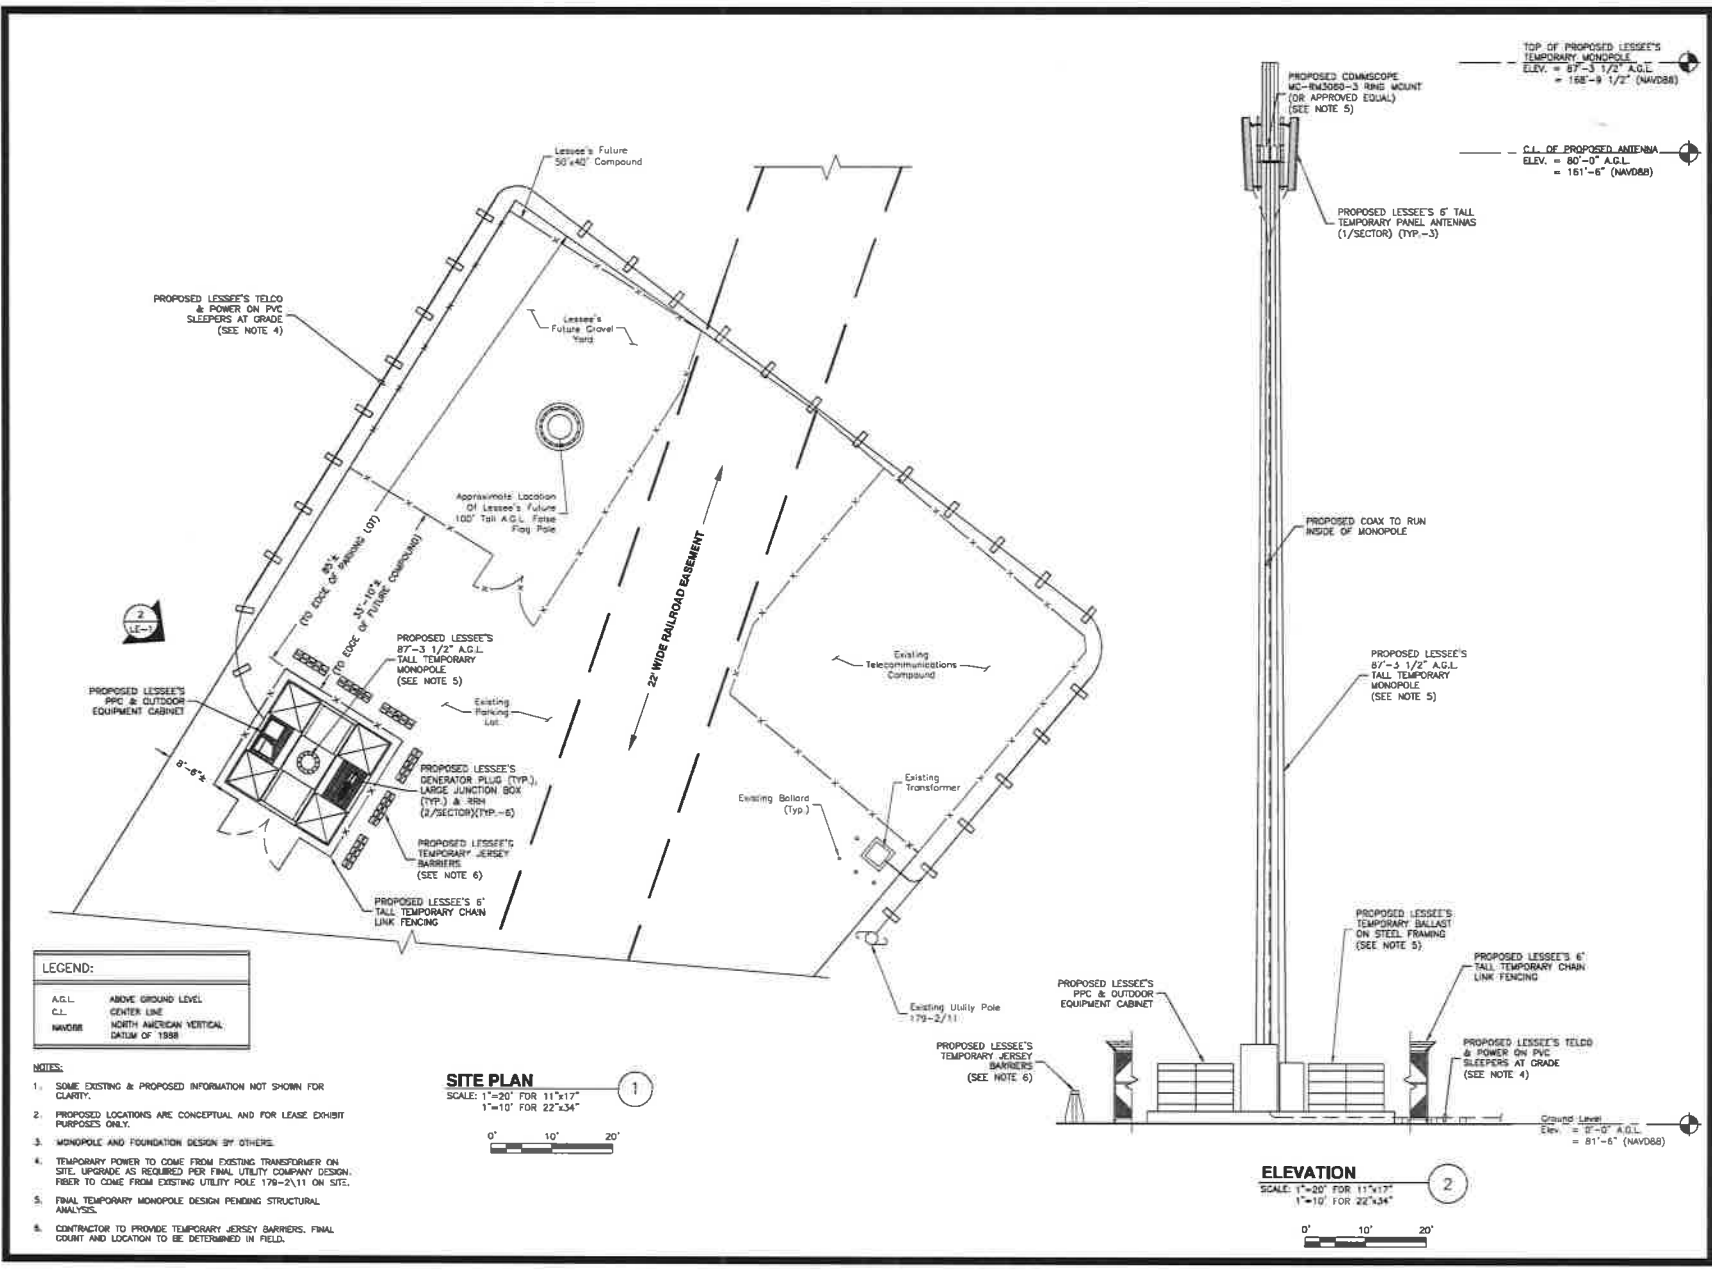 Lessee's Future
50'x40' Compound
PROPOSED LESSEE'S TELCO
& POWER ON PVC
SLEEPERS AT GRADE
(SEE NOTE 4)
Lessee's
Future Gravel
Yard
Approximate Location
Of Lessee's Future
100' Tall A.G.L. False
Flag Pole
85'±
(TO EDGE OF PARKING LOT)
33'-10"±
(TO EDGE OF FUTURE COMPOUND)
22' WIDE RAILROAD EASEMENT
2
LE-1
PROPOSED LESSEE'S
87'-3 1/2" A.G.L.
TALL TEMPORARY
MONOPOLE
(SEE NOTE 5)
PROPOSED LESSEE'S
PPC & OUTDOOR
EQUIPMENT CABINET
Existing
Parking
Lot
Existing
Telecommunications
Compound
8'-6"±
PROPOSED LESSEE'S
GENERATOR PLUG (TYP.),
LARGE JUNCTION BOX
(TYP.) & RRH
(2/SECTOR)(TYP.-6)
Existing Bollard
(Typ.)
Existing
Transformer
PROPOSED LESSEE'S
TEMPORARY JERSEY
BARRIERS
(SEE NOTE 6)
PROPOSED LESSEE'S 6'
TALL TEMPORARY CHAIN
LINK FENCING
Existing Utility Pole
179-2/11
LEGEND:
A.G.L. ABOVE GROUND LEVEL
C.L. CENTER LINE
NAVD88 NORTH AMERICAN VERTICAL
DATUM OF 1988
NOTES:
1. SOME EXISTING & PROPOSED INFORMATION NOT SHOWN FOR
CLARITY.
2. PROPOSED LOCATIONS ARE CONCEPTUAL AND FOR LEASE EXHIBIT
PURPOSES ONLY.
3. MONOPOLE AND FOUNDATION DESIGN BY OTHERS.
4. TEMPORARY POWER TO COME FROM EXISTING TRANSFORMER ON
SITE. UPGRADE AS REQUIRED PER FINAL UTILITY COMPANY DESIGN.
FIBER TO COME FROM EXISTING UTILITY POLE 179-2\11 ON SITE.
5. FINAL TEMPORARY MONOPOLE DESIGN PENDING STRUCTURAL
ANALYSIS.
6. CONTRACTOR TO PROVIDE TEMPORARY JERSEY BARRIERS. FINAL
COUNT AND LOCATION TO BE DETERMINED IN FIELD.
SITE PLAN
1
SCALE: 1"=20' FOR 11"x17"
1"=10' FOR 22"x34"
0' 10' 20'
TOP OF PROPOSED LESSEE'S
TEMPORARY MONOPOLE
ELEV. = 87'-3 1/2" A.G.L.
= 168'-9 1/2" (NAVD88)
PROPOSED COMMSCOPE
MC-RM3060-3 RING MOUNT
(OR APPROVED EQUAL)
(SEE NOTE 5)
C.L. OF PROPOSED ANTENNA
ELEV. = 80'-0" A.G.L.
= 161'-6" (NAVD88)
PROPOSED LESSEE'S 6' TALL
TEMPORARY PANEL ANTENNAS
(1/SECTOR) (TYP.-3)
PROPOSED COAX TO RUN
INSIDE OF MONOPOLE
PROPOSED LESSEE'S
87'-3 1/2" A.G.L.
TALL TEMPORARY
MONOPOLE
(SEE NOTE 5)
PROPOSED LESSEE'S
TEMPORARY BALLAST
ON STEEL FRAMING
(SEE NOTE 5)
PROPOSED LESSEE'S 6'
TALL TEMPORARY CHAIN
LINK FENCING
PROPOSED LESSEE'S
PPC & OUTDOOR
EQUIPMENT CABINET
PROPOSED LESSEE'S
TEMPORARY JERSEY
BARRIERS
(SEE NOTE 6)
PROPOSED LESSEE'S TELCO
& POWER ON PVC
SLEEPERS AT GRADE
(SEE NOTE 4)
Ground Level
Elev. = 0'-0" A.G.L.
= 81'-6" (NAVD88)
ELEVATION
2
SCALE: 1"=20' FOR 11"x17"
1"=10' FOR 22"x34"
0' 10' 20'